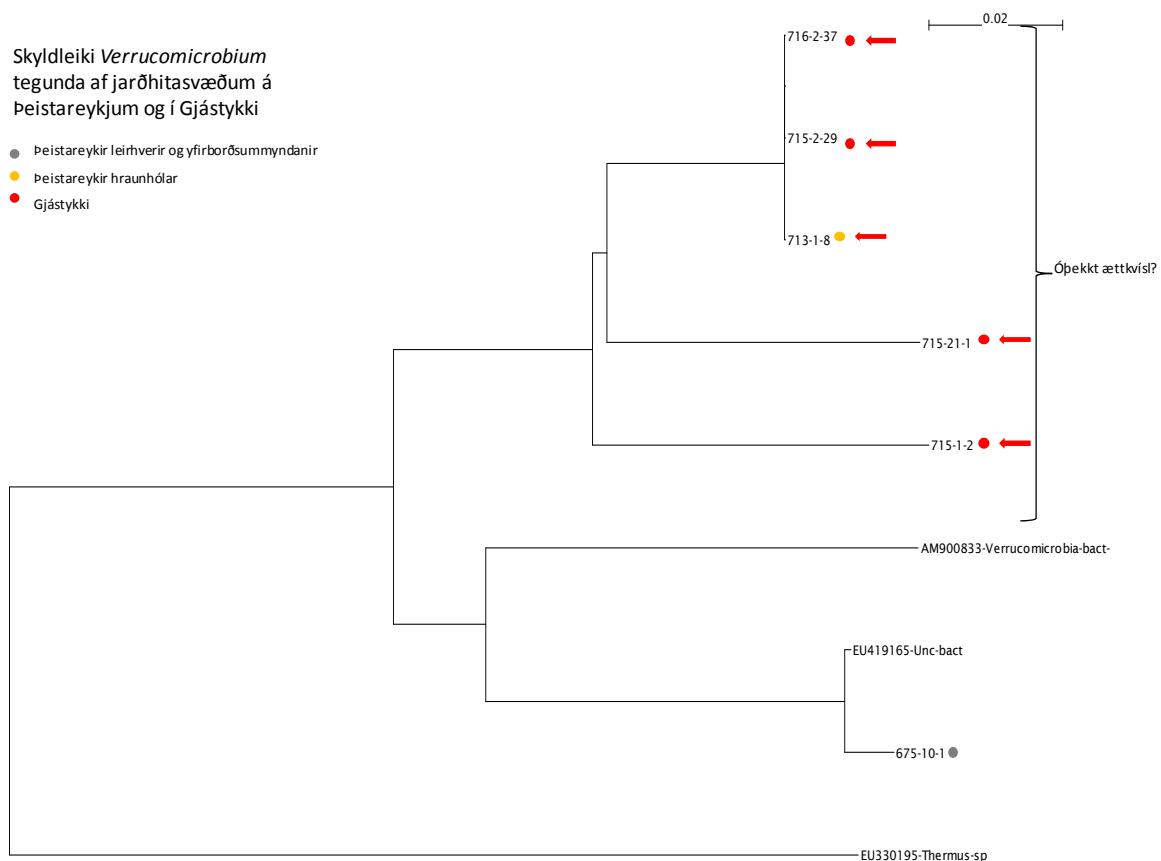 Skyldleiki Verrucomicrobium
tegunda af jarðhitasvæðum á
Þeistareykjum og í Gjástykki
Þeistareykir leirhverir og yfirborðsummyndanir
Þeistareykir hraunhólar
Gjástykki
0.02
716-2-37
715-2-29
713-1-8
Óþekkt ættkvísl?
715-21-1
715-1-2
AM900833-Verrucomicrobia-bact-
EU419165-Unc-bact
675-10-1
EU330195-Thermus-sp